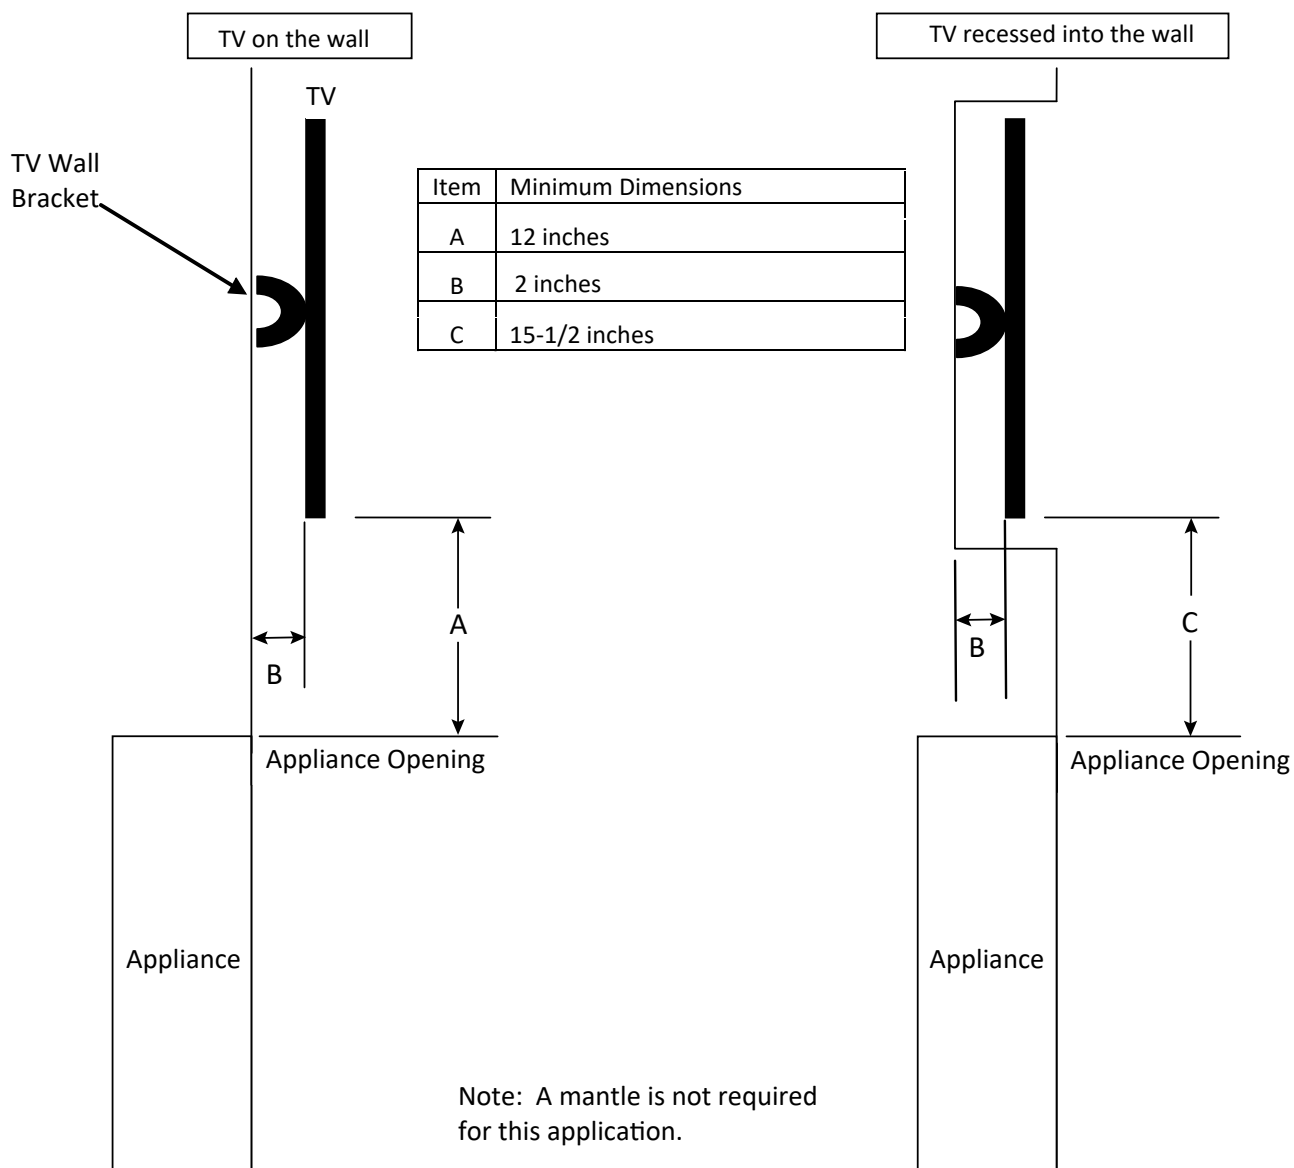 TV on the wall
TV recessed into the wall
TV
TV Wall
Bracket
Item Minimum Dimensions
A 12 inches
B 2 inches
C 15-1/2 inches
A
B
Appliance Opening
Appliance
B
C
Appliance Opening
Appliance
Note: A mantle is not required
for this application.